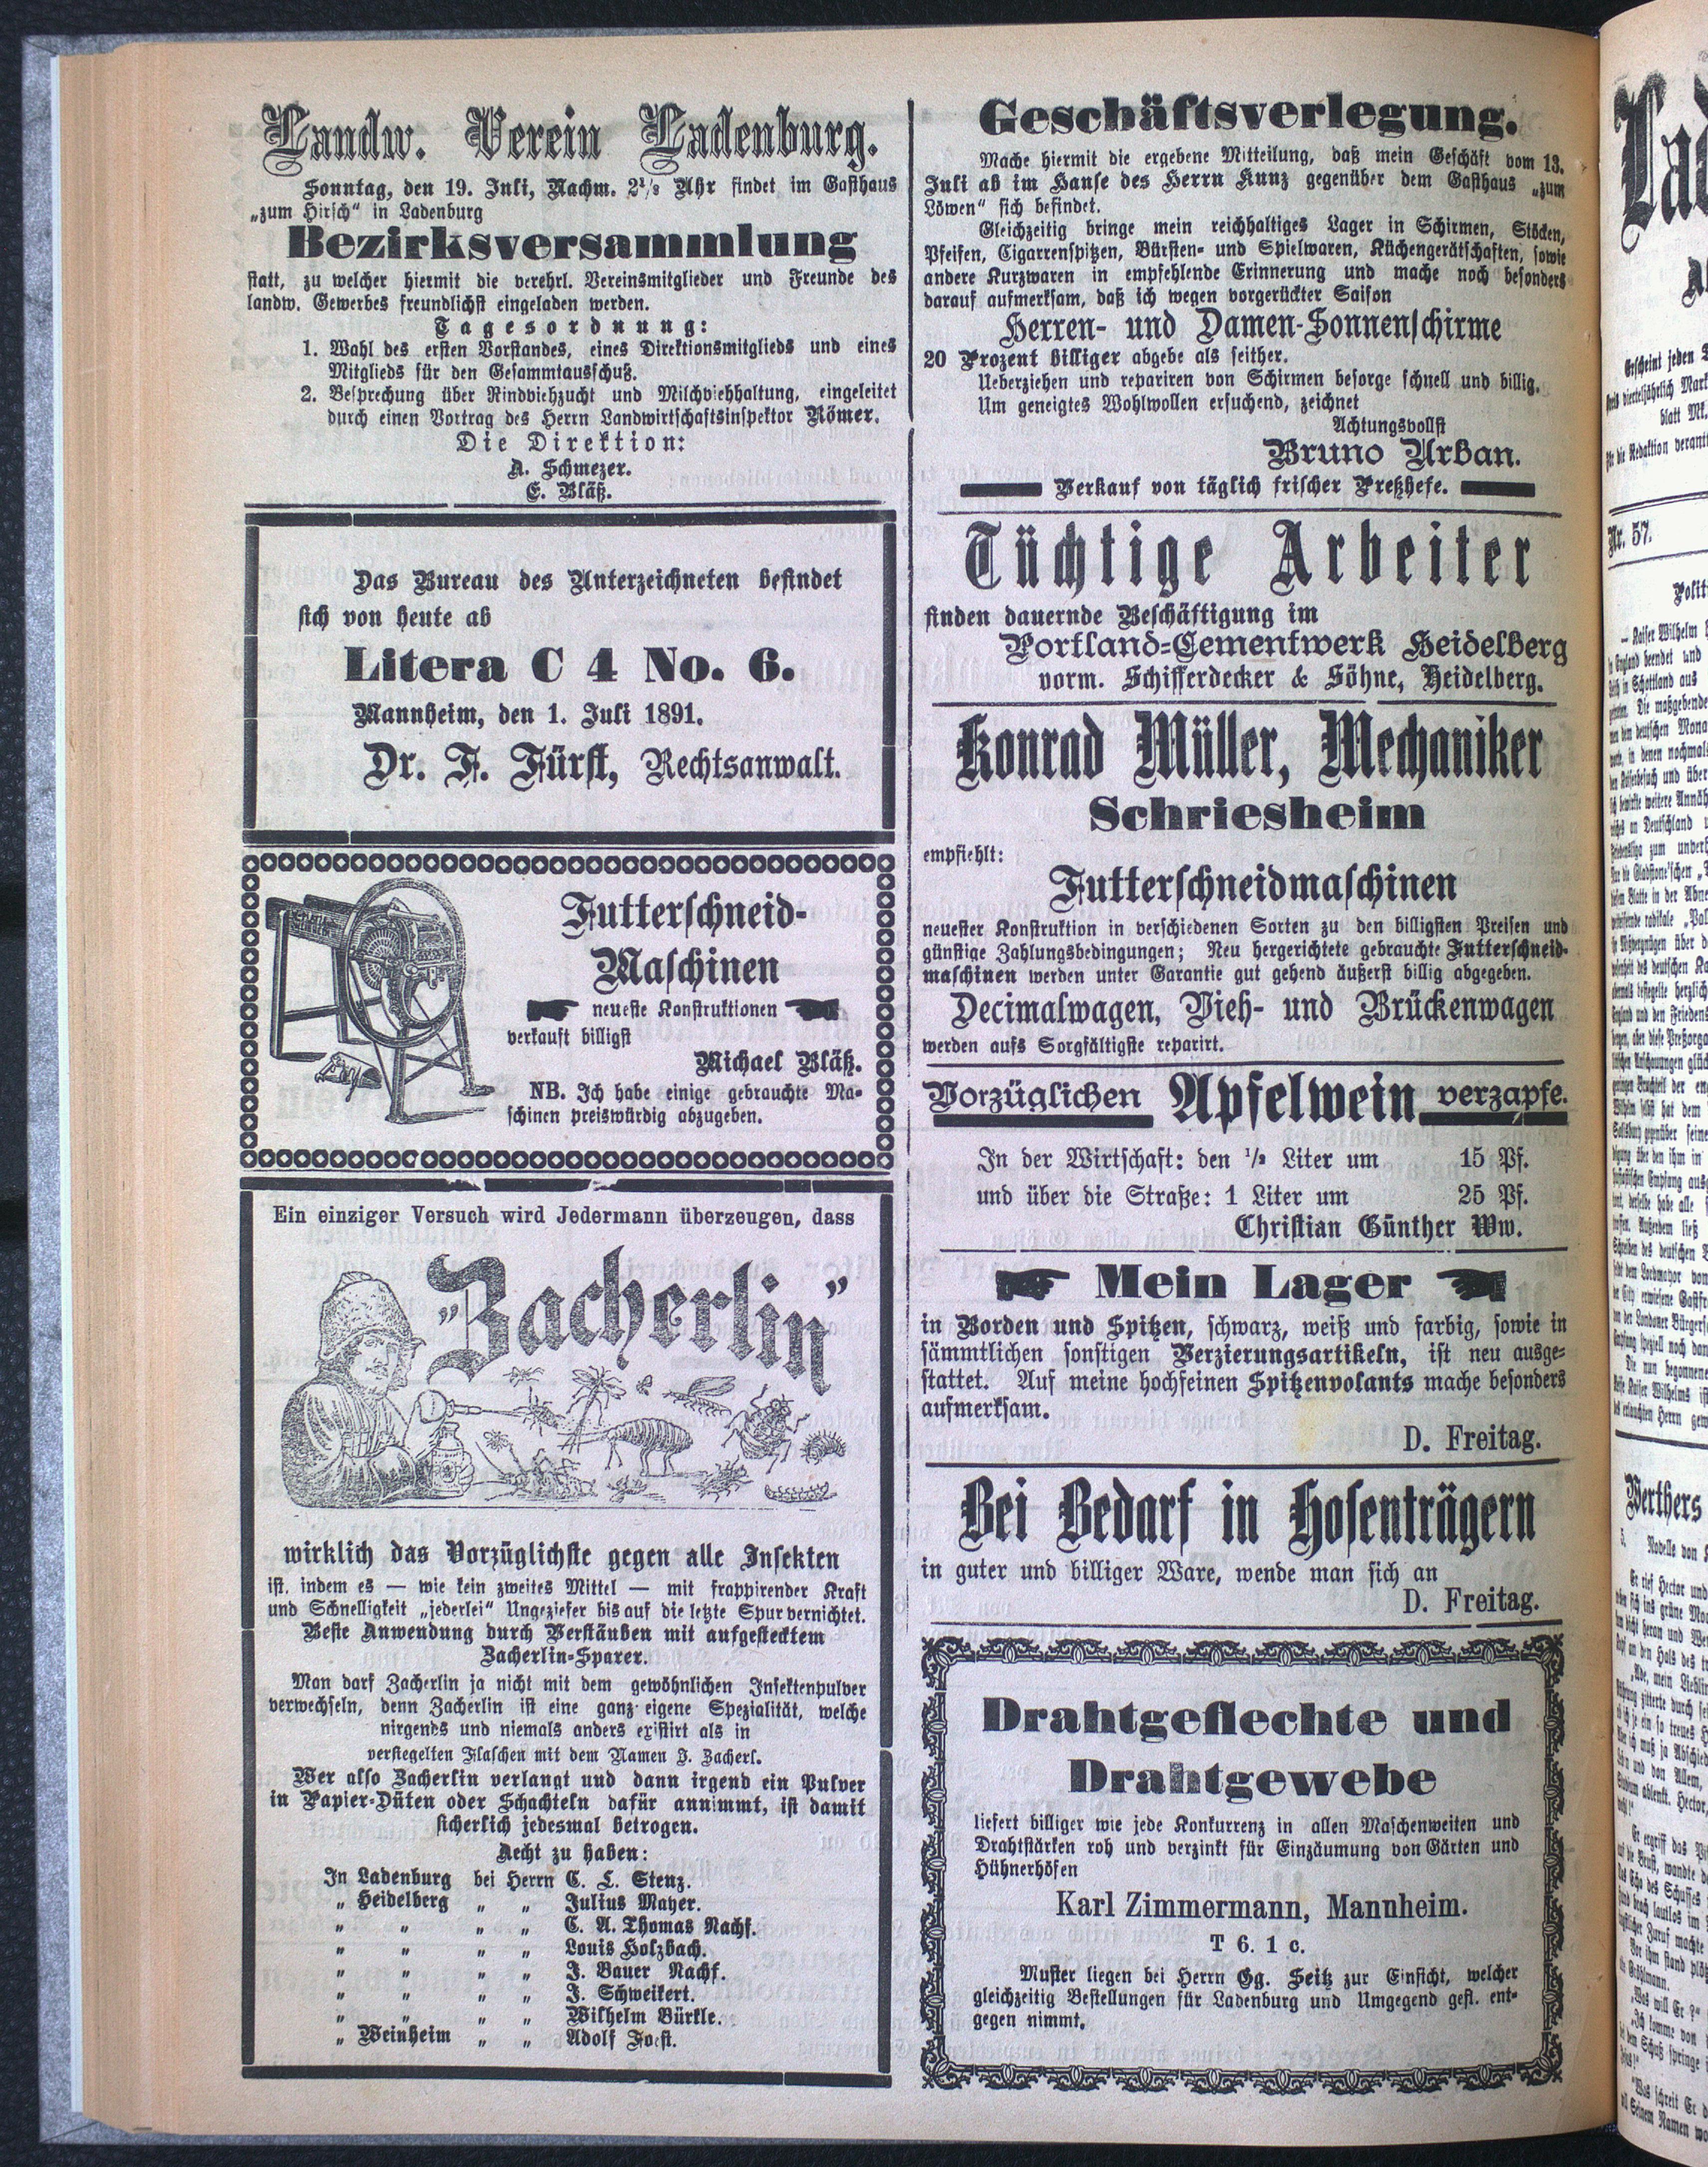 Landw. Verein Ladenburg.
Sonntag, den 19. Juli, Nachm. 2½ Uhr findet im Gasthaus
„zum Hirsch“ in Ladenburg
Bezirksversammlung
statt, zu welcher hiermit die verehrl. Vereinsmitglieder und Freunde des
landw. Gewerbes freundlichst eingeladen werden.
Tagesordnung:
1. Wahl des ersten Vorstandes, eines Direktionsmitglieds und eines
Mitglieds für den Gesammtausschuß.
2. Besprechung über Rindviehzucht und Milchviehhaltung, eingeleitet
durch einen Vortrag des Herrn Landwirtschaftsinspektor Römer.
Die Direktion:
A. Schmezer.
E. Bläß.
Das Bureau des Unterzeichneten befindet
sich von heute ab
Litera C 4 No. 6.
Mannheim, den 1. Juli 1891.
Dr. F. Fürst, Rechtsanwalt.
Futterschneid-
Maschinen
neueste Konstruktionen
verkauft billigst
Michael Bläß.
NB. Ich habe einige gebrauchte Ma-
schinen preiswürdig abzugeben.
Ein einziger Versuch wird Jedermann überzeugen, dass
„Zacherlin“
wirklich das Vorzüglichste gegen alle Insekten
ist, indem es — wie kein zweites Mittel — mit frappirender Kraft
und Schnelligkeit „jederlei“ Ungeziefer bis auf die letzte Spur vernichtet.
Beste Anwendung durch Verstäuben mit aufgestecktem
Zacherlin-Sparer.
Man darf Zacherlin ja nicht mit dem gewöhnlichen Insektenpulver
verwechseln, denn Zacherlin ist eine ganz eigene Spezialität, welche
nirgends und niemals anders existirt als in
versiegelten Flaschen mit dem Namen J. Zacherl.
Wer also Zacherlin verlangt und dann irgend ein Pulver
in Papier-Düten oder Schachteln dafür annimmt, ist damit
sicherlich jedesmal betrogen.
Aecht zu haben:
In Ladenburg bei Herrn C. L. Stenz.
„ Heidelberg „ „ Julius Mayer.
„ „ „ „ C. A. Thomas Nachf.
„ „ „ „ Louis Holzbach.
„ „ „ „ J. Bauer Nachf.
„ „ „ „ J. Schweikert.
„ „ „ „ Wilhelm Bürkle.
„ Weinheim „ „ Adolf
Geschäftsverlegung.
Mache hiermit die ergebene Mitteilung, daß mein Geschäft vom 13.
Juli ab im Hause des Herrn Kunz gegenüber dem Gasthaus „zum
Löwen“ sich befindet.
Gleichzeitig bringe mein reichhaltiges Lager in Schirmen, Stöcken,
Pfeifen, Cigarrenspitzen, Bürsten- und Spielwaren, Küchengerätschaften, sowie
andere Kurzwaren in empfehlende Erinnerung und mache noch besonders
darauf aufmerksam, daß ich wegen vorgerückter Saison
Herren- und Damen-Sonnenschirme
20 Prozent billiger abgebe als seither.
Ueberziehen und repariren von Schirmen besorge schnell und billig.
Um geneigtes Wohlwollen ersuchend, zeichnet
Achtungsvollst
Bruno Urban.
Verkauf von täglich frischer Preßhefe.
Tüchtige Arbeiter
finden dauernde Beschäftigung im
Portland-Cementwerk Heidelberg
vorm. Schifferdecker & Söhne, Heidelberg.
Konrad Müller, Mechaniker
Schriesheim
empfiehlt:
Futterschneidmaschinen
neuester Konstruktion in verschiedenen Sorten zu den billigsten Preisen und
günstige Zahlungsbedingungen; Neu hergerichtete gebrauchte Futterschneid-
maschinen werden unter Garantie gut gehend äußerst billig abgegeben.
Decimalwagen, Vieh- und Brückenwagen
werden aufs Sorgfältigste reparirt.
Vorzüglichen Apfelwein verzapfe.
In der Wirtschaft: den ½ Liter um 15 Pf.
und über die Straße: 1 Liter um 25 Pf.
Christian Günther Ww.
Mein Lager
in Borden und Spitzen, schwarz, weiß und farbig, sowie in
sämmtlichen sonstigen Verzierungsartikeln, ist neu ausge-
stattet. Auf meine hochfeinen Spitzenvolants mache besonders
aufmerksam.
D. Freitag.
Bei Bedarf in Hosenträgern
in guter und billiger Ware, wende man sich an
D. Freitag.
Drahtgeflechte und
Drahtgewebe
liefert billiger wie jede Konkurrenz in allen Maschenweiten und
Drahtstärken roh und verzinkt für Einzäumung von Gärten und
Hühnerhöfen
Karl Zimmermann, Mannheim.
T 6. 1 c.
Muster liegen bei Herrn Gg. Seitz zur Einsicht, welcher
gleichzeitig Bestellungen für Ladenburg und Umgegend gefl. ent-
gegen nimmt.
Erscheint jeden
Nr. 57.